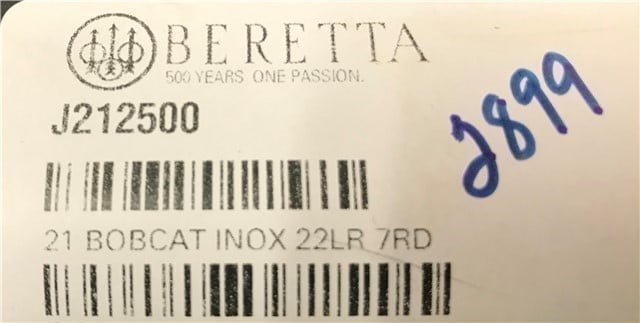 BERETTA
500 YEARS ONE PASSION.
J212500
2899
21 BOBCAT INOX 22LR 7RD